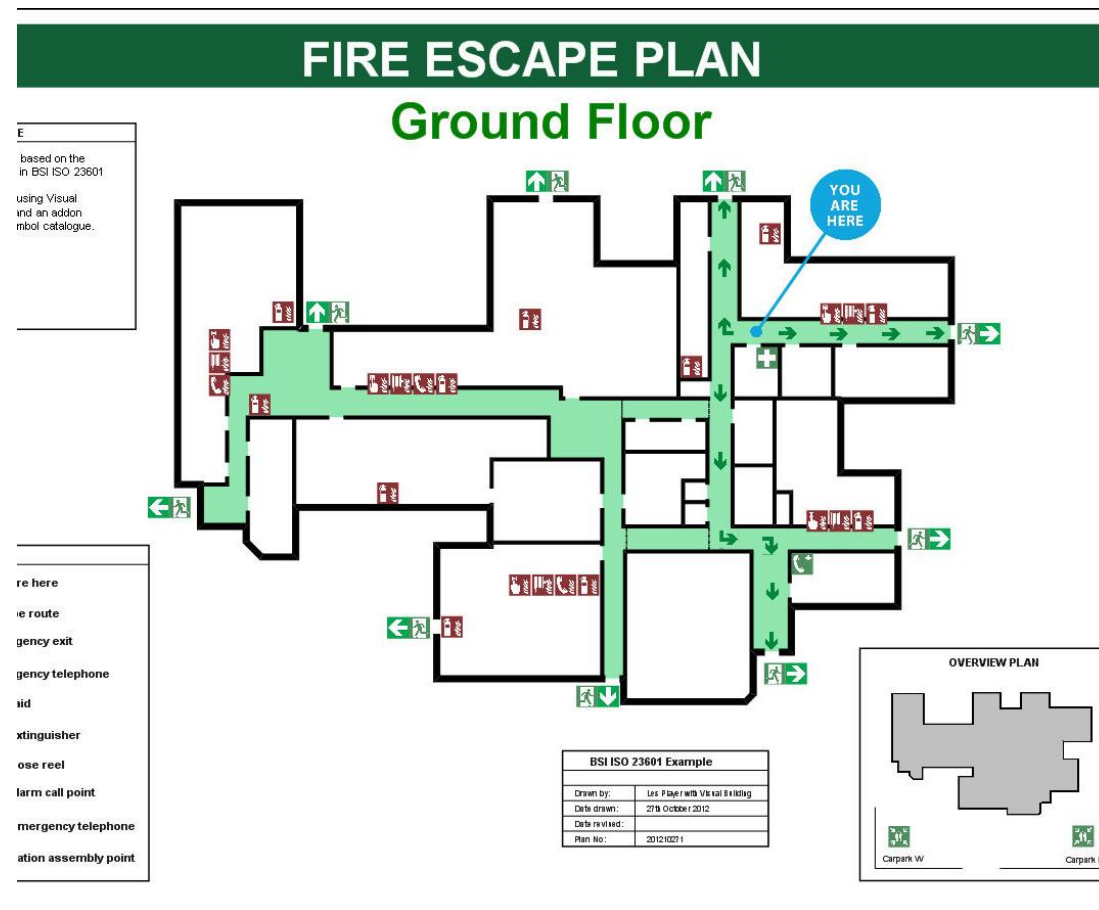 FIRE ESCAPE PLAN
Ground Floor
E
based on the
in BSI ISO 23601
using Visual
and an addon
mbol catalogue.
YOU
ARE
HERE
re here
e route
gency exit
gency telephone
aid
xtinguisher
ose reel
larm call point
mergency telephone
ation assembly point
BSI ISO 23601 Example
Drawn by: Les Player with Visual Building
Date drawn: 27th October 2012
Date revised:
Plan No: 201210271
OVERVIEW PLAN
Carpark W
Carpark